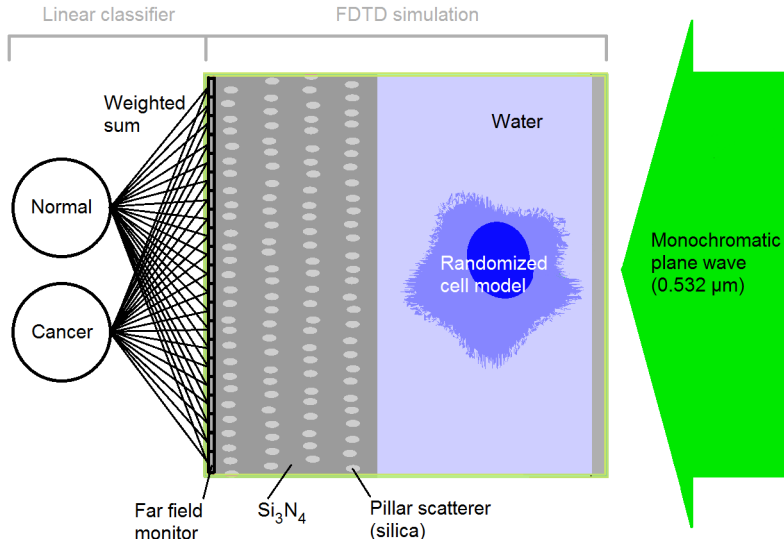 Linear classifier
FDTD simulation
Weighted
sum
Water
Normal
Randomized
cell model
Monochromatic
plane wave
(0.532 µm)
Cancer
Far field
monitor
Si₃N₄
Pillar scatterer
(silica)